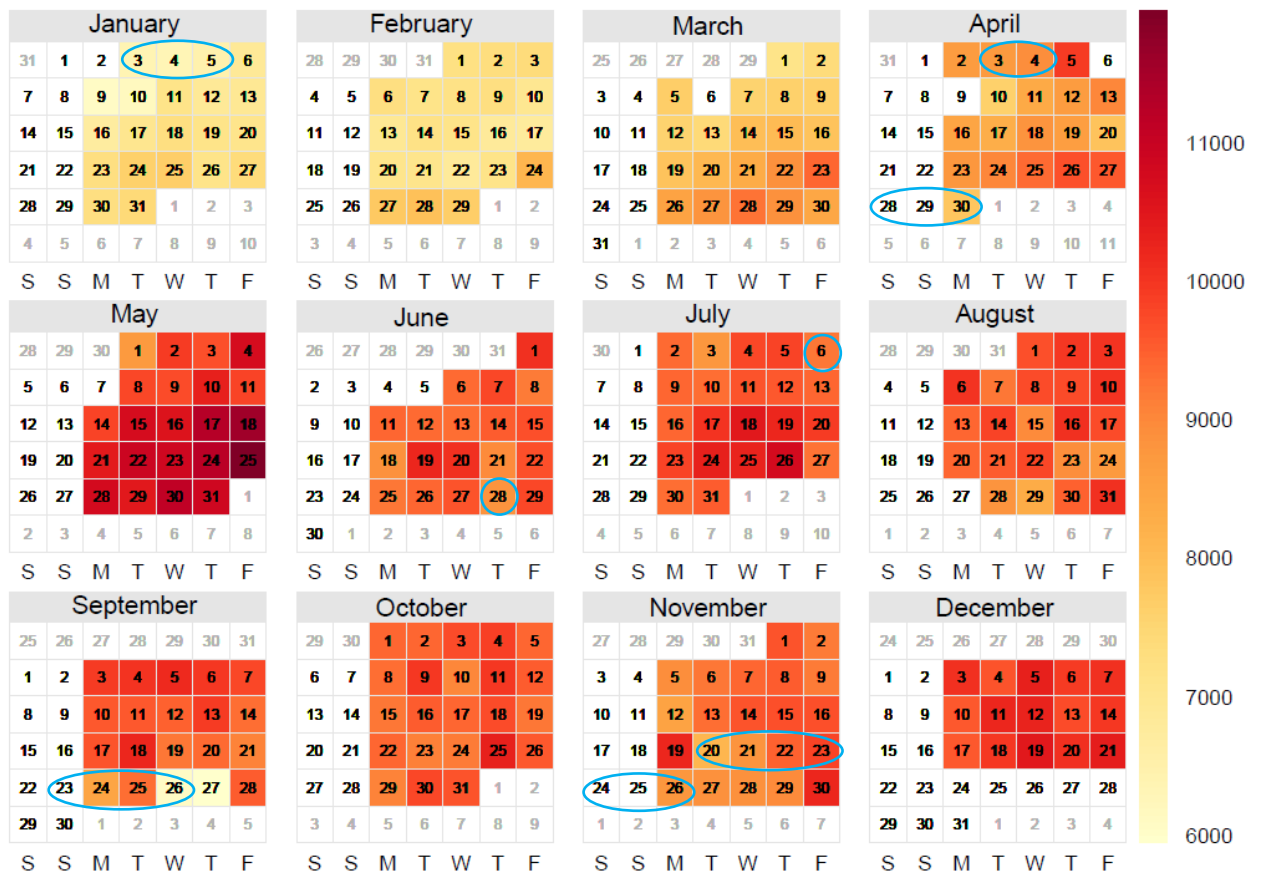 January February March April
31 1 2 3 4 5 6 28 29 30 31 1 2 3 25 26 27 28 29 1 2 31 1 2 3 4 5 6
7 8 9 10 11 12 13 4 5 6 7 8 9 10 3 4 5 6 7 8 9 7 8 9 10 11 12 13
14 15 16 17 18 19 20 11 12 13 14 15 16 17 10 11 12 13 14 15 16 14 15 16 17 18 19 20 11000
21 22 23 24 25 26 27 18 19 20 21 22 23 24 17 18 19 20 21 22 23 21 22 23 24 25 26 27
28 29 30 31 1 2 3 25 26 27 28 29 1 2 24 25 26 27 28 29 30 28 29 30 1 2 3 4
4 5 6 7 8 9 10 3 4 5 6 7 8 9 31 1 2 3 4 5 6 5 6 7 8 9 10 11
S S M T W T F S S M T W T F S S M T W T F S S M T W T F 10000
May June July August
28 29 30 1 2 3 4 26 27 28 29 30 31 1 30 1 2 3 4 5 6 28 29 30 31 1 2 3
5 6 7 8 9 10 11 2 3 4 5 6 7 8 7 8 9 10 11 12 13 4 5 6 7 8 9 10
12 13 14 15 16 17 18 9 10 11 12 13 14 15 14 15 16 17 18 19 20 11 12 13 14 15 16 17 9000
19 20 21 22 23 24 25 16 17 18 19 20 21 22 21 22 23 24 25 26 27 18 19 20 21 22 23 24
26 27 28 29 30 31 1 23 24 25 26 27 28 29 28 29 30 31 1 2 3 25 26 27 28 29 30 31
2 3 4 5 6 7 8 30 1 2 3 4 5 6 4 5 6 7 8 9 10 1 2 3 4 5 6 7
S S M T W T F S S M T W T F S S M T W T F S S M T W T F 8000
September October November December
25 26 27 28 29 30 31 29 30 1 2 3 4 5 27 28 29 30 31 1 2 24 25 26 27 28 29 30
1 2 3 4 5 6 7 6 7 8 9 10 11 12 3 4 5 6 7 8 9 1 2 3 4 5 6 7 7000
8 9 10 11 12 13 14 13 14 15 16 17 18 19 10 11 12 13 14 15 16 8 9 10 11 12 13 14
15 16 17 18 19 20 21 20 21 22 23 24 25 26 17 18 19 20 21 22 23 15 16 17 18 19 20 21
22 23 24 25 26 27 28 27 28 29 30 31 1 2 24 25 26 27 28 29 30 22 23 24 25 26 27 28
29 30 1 2 3 4 5 3 4 5 6 7 8 9 1 2 3 4 5 6 7 29 30 31 1 2 3 4 6000
S S M T W T F S S M T W T F S S M T W T F S S M T W T F